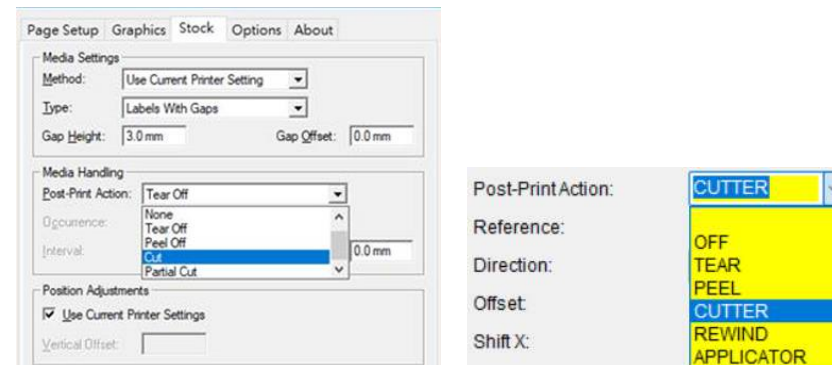 Page Setup Graphics Stock Options About
Media Settings
Method: Use Current Printer Setting
Type: Labels With Gaps
Gap Height: 3.0 mm Gap Offset: 0.0 mm
Media Handling
Post-Print Action: Tear Off
Occurrence:
None
Tear Off
Peel Off
Interval:
Cut
0.0 mm
Partial Cut
Position Adjustments
Use Current Printer Settings
Vertical Offset:
Post-Print Action: CUTTER
Reference:
OFF
Direction: TEAR
PEEL
Offset: CUTTER
Shift X: REWIND
APPLICATOR